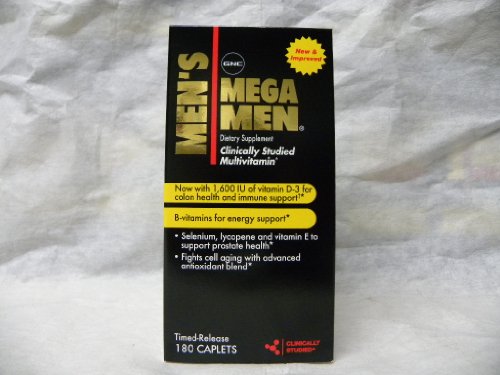 MEN'S
GNC
New &
Improved
MEGA
MEN®
Dietary Supplement
Clinically Studied
Multivitamin*
Now with 1,600 IU of vitamin D-3 for
colon health and immune support†*
B-vitamins for energy support*
• Selenium, lycopene and vitamin E to
support prostate health*
• Fights cell aging with advanced
antioxidant blend*
Timed-Release
180 CAPLETS
CLINICALLY
STUDIED^